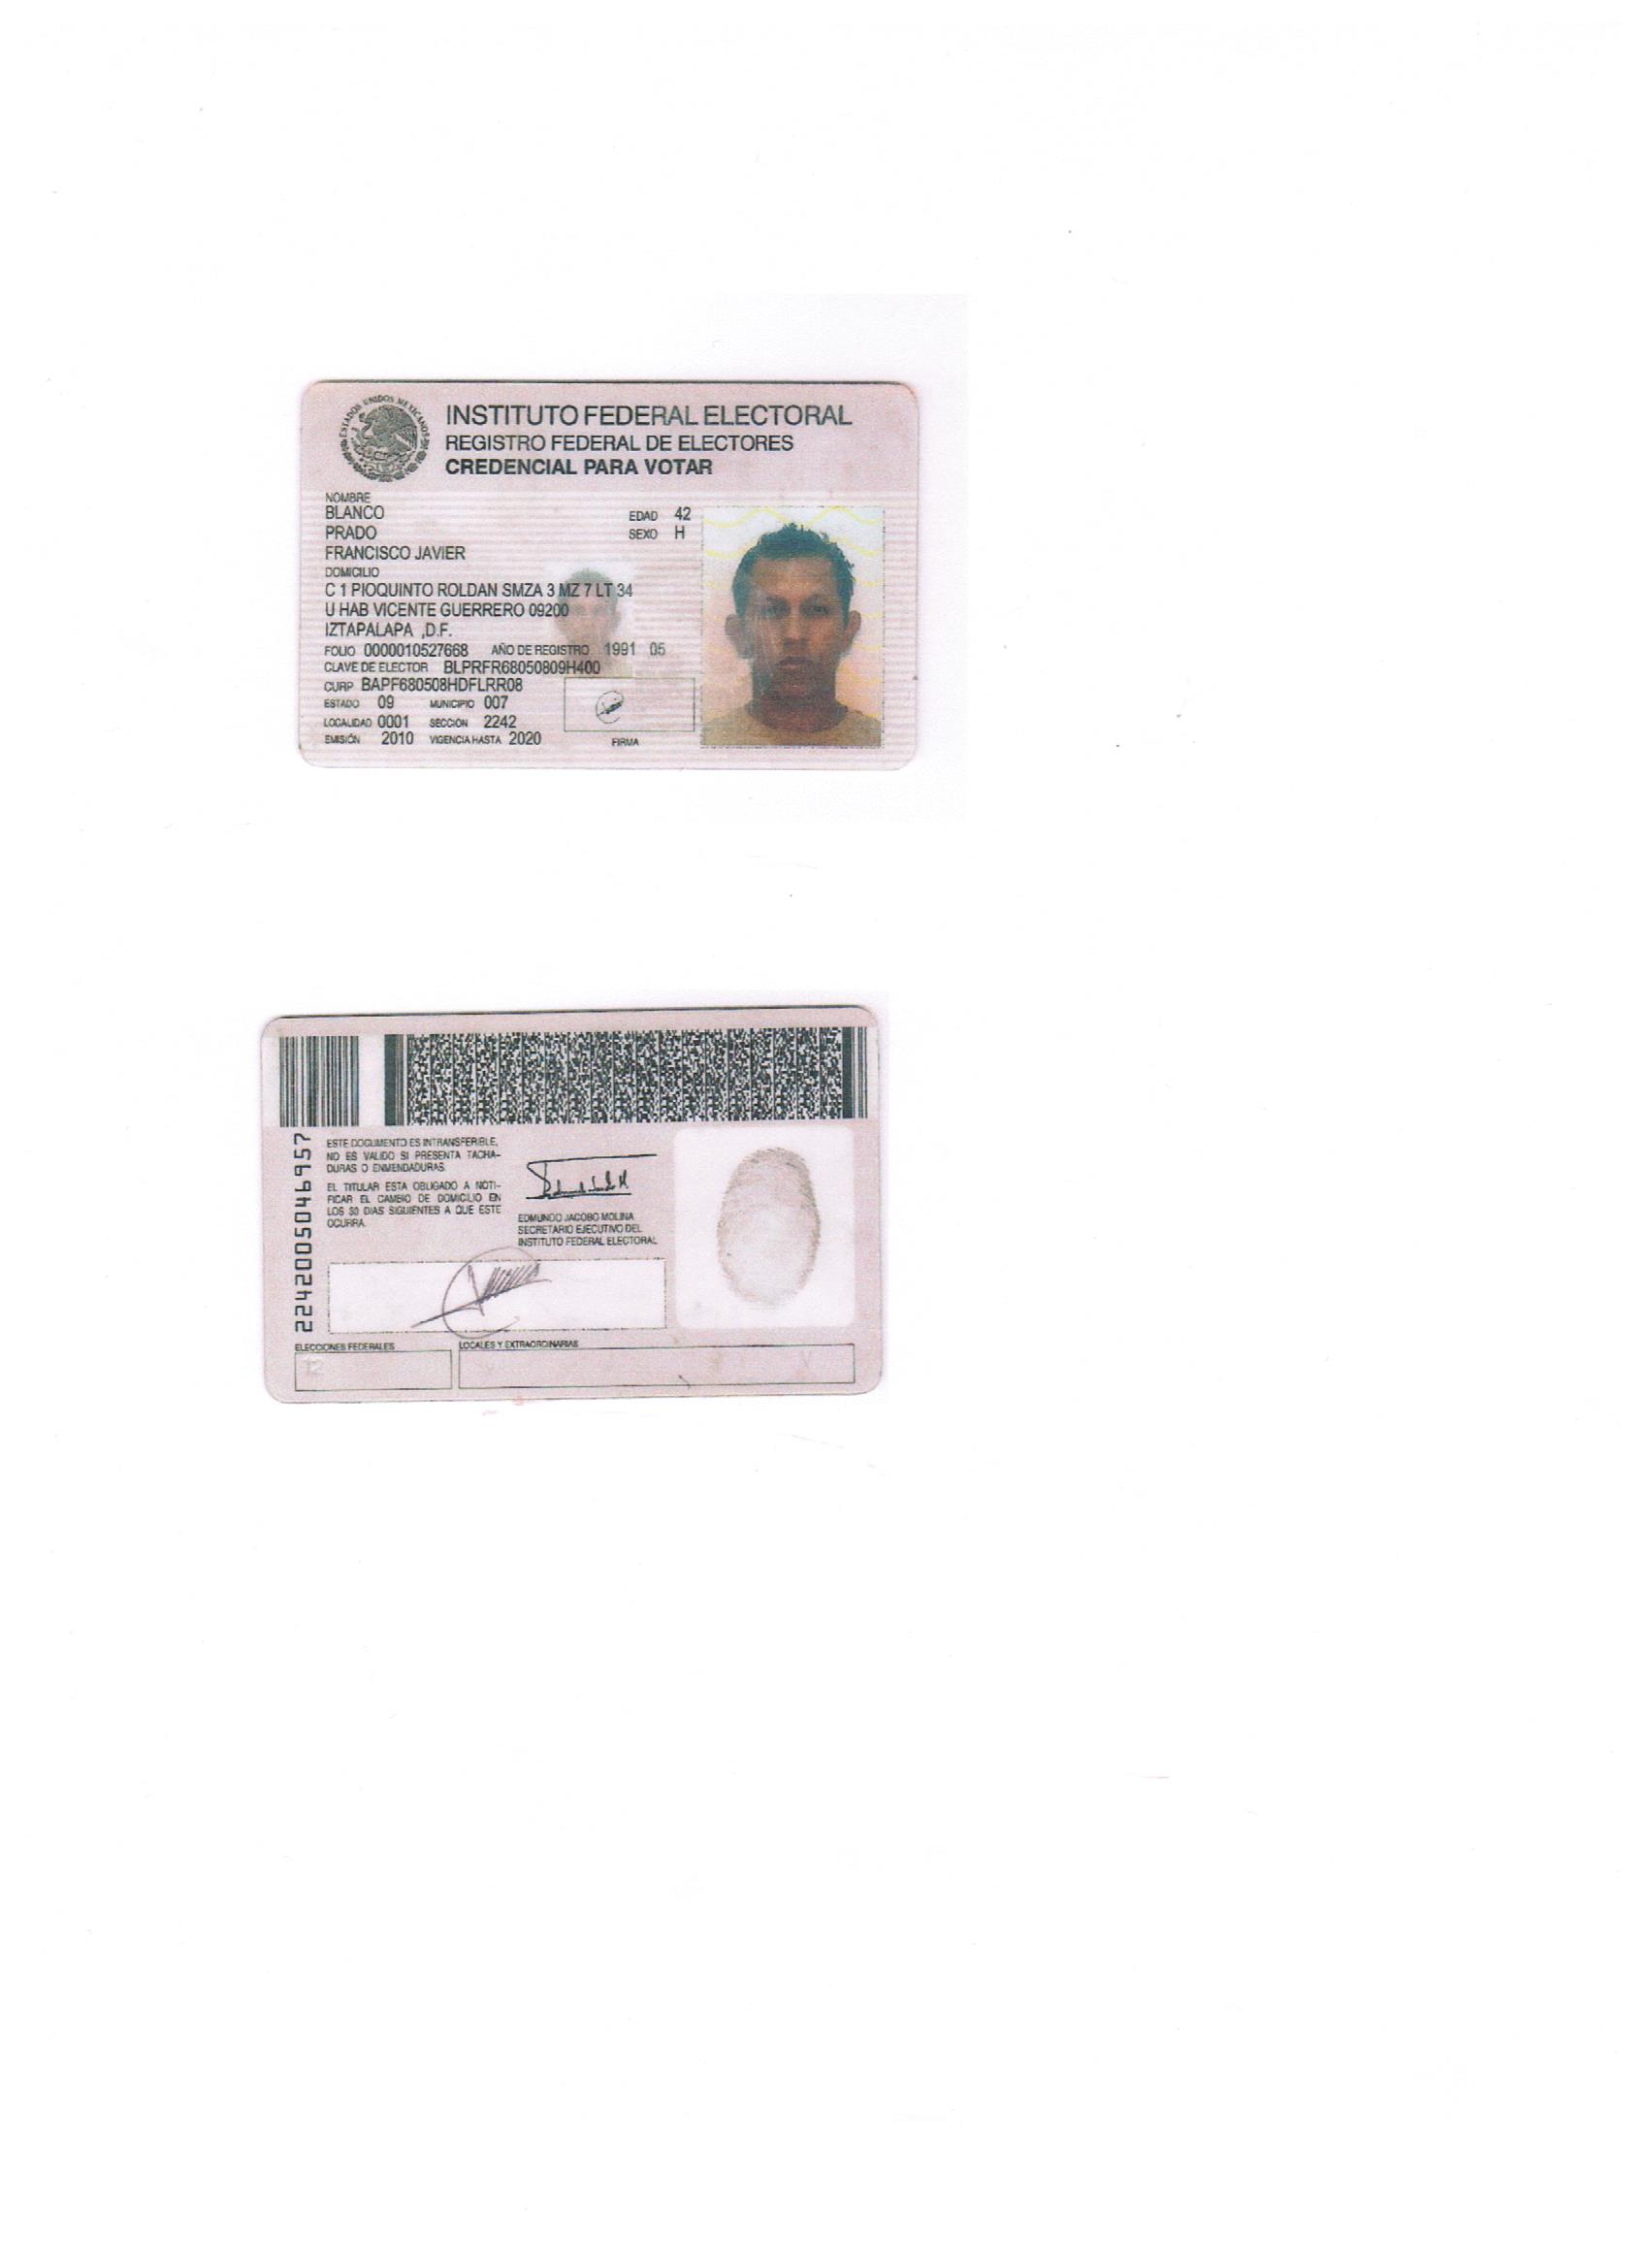 ESTADOS UNIDOS MEXICANOS
INSTITUTO FEDERAL ELECTORAL
REGISTRO FEDERAL DE ELECTORES
CREDENCIAL PARA VOTAR
NOMBRE
BLANCO
PRADO
FRANCISCO JAVIER
EDAD 42
SEXO H
DOMICILIO
C 1 PIOQUINTO ROLDAN SMZA 3 MZ 7 LT 34
U HAB VICENTE GUERRERO 09200
IZTAPALAPA ,D.F.
FOLIO 0000010527668 AÑO DE REGISTRO 1991 05
CLAVE DE ELECTOR BLPRFR68050809H400
CURP BAPF680508HDFLRR08
ESTADO 09 MUNICIPIO 007
LOCALIDAD 0001 SECCION 2242
EMISIÓN 2010 VIGENCIA HASTA 2020
FIRMA
2242005046957
ESTE DOCUMENTO ES INTRANSFERIBLE,
NO ES VALIDO SI PRESENTA TACHA-
DURAS O ENMENDADURAS.
EL TITULAR ESTA OBLIGADO A NOTI-
FICAR EL CAMBIO DE DOMICILIO EN
LOS 30 DIAS SIGUIENTES A QUE ESTE
OCURRA.
EDMUNDO JACOBO MOLINA
SECRETARIO EJECUTIVO DEL
INSTITUTO FEDERAL ELECTORAL
ELECCIONES FEDERALES
LOCALES Y EXTRAORDINARIAS
12